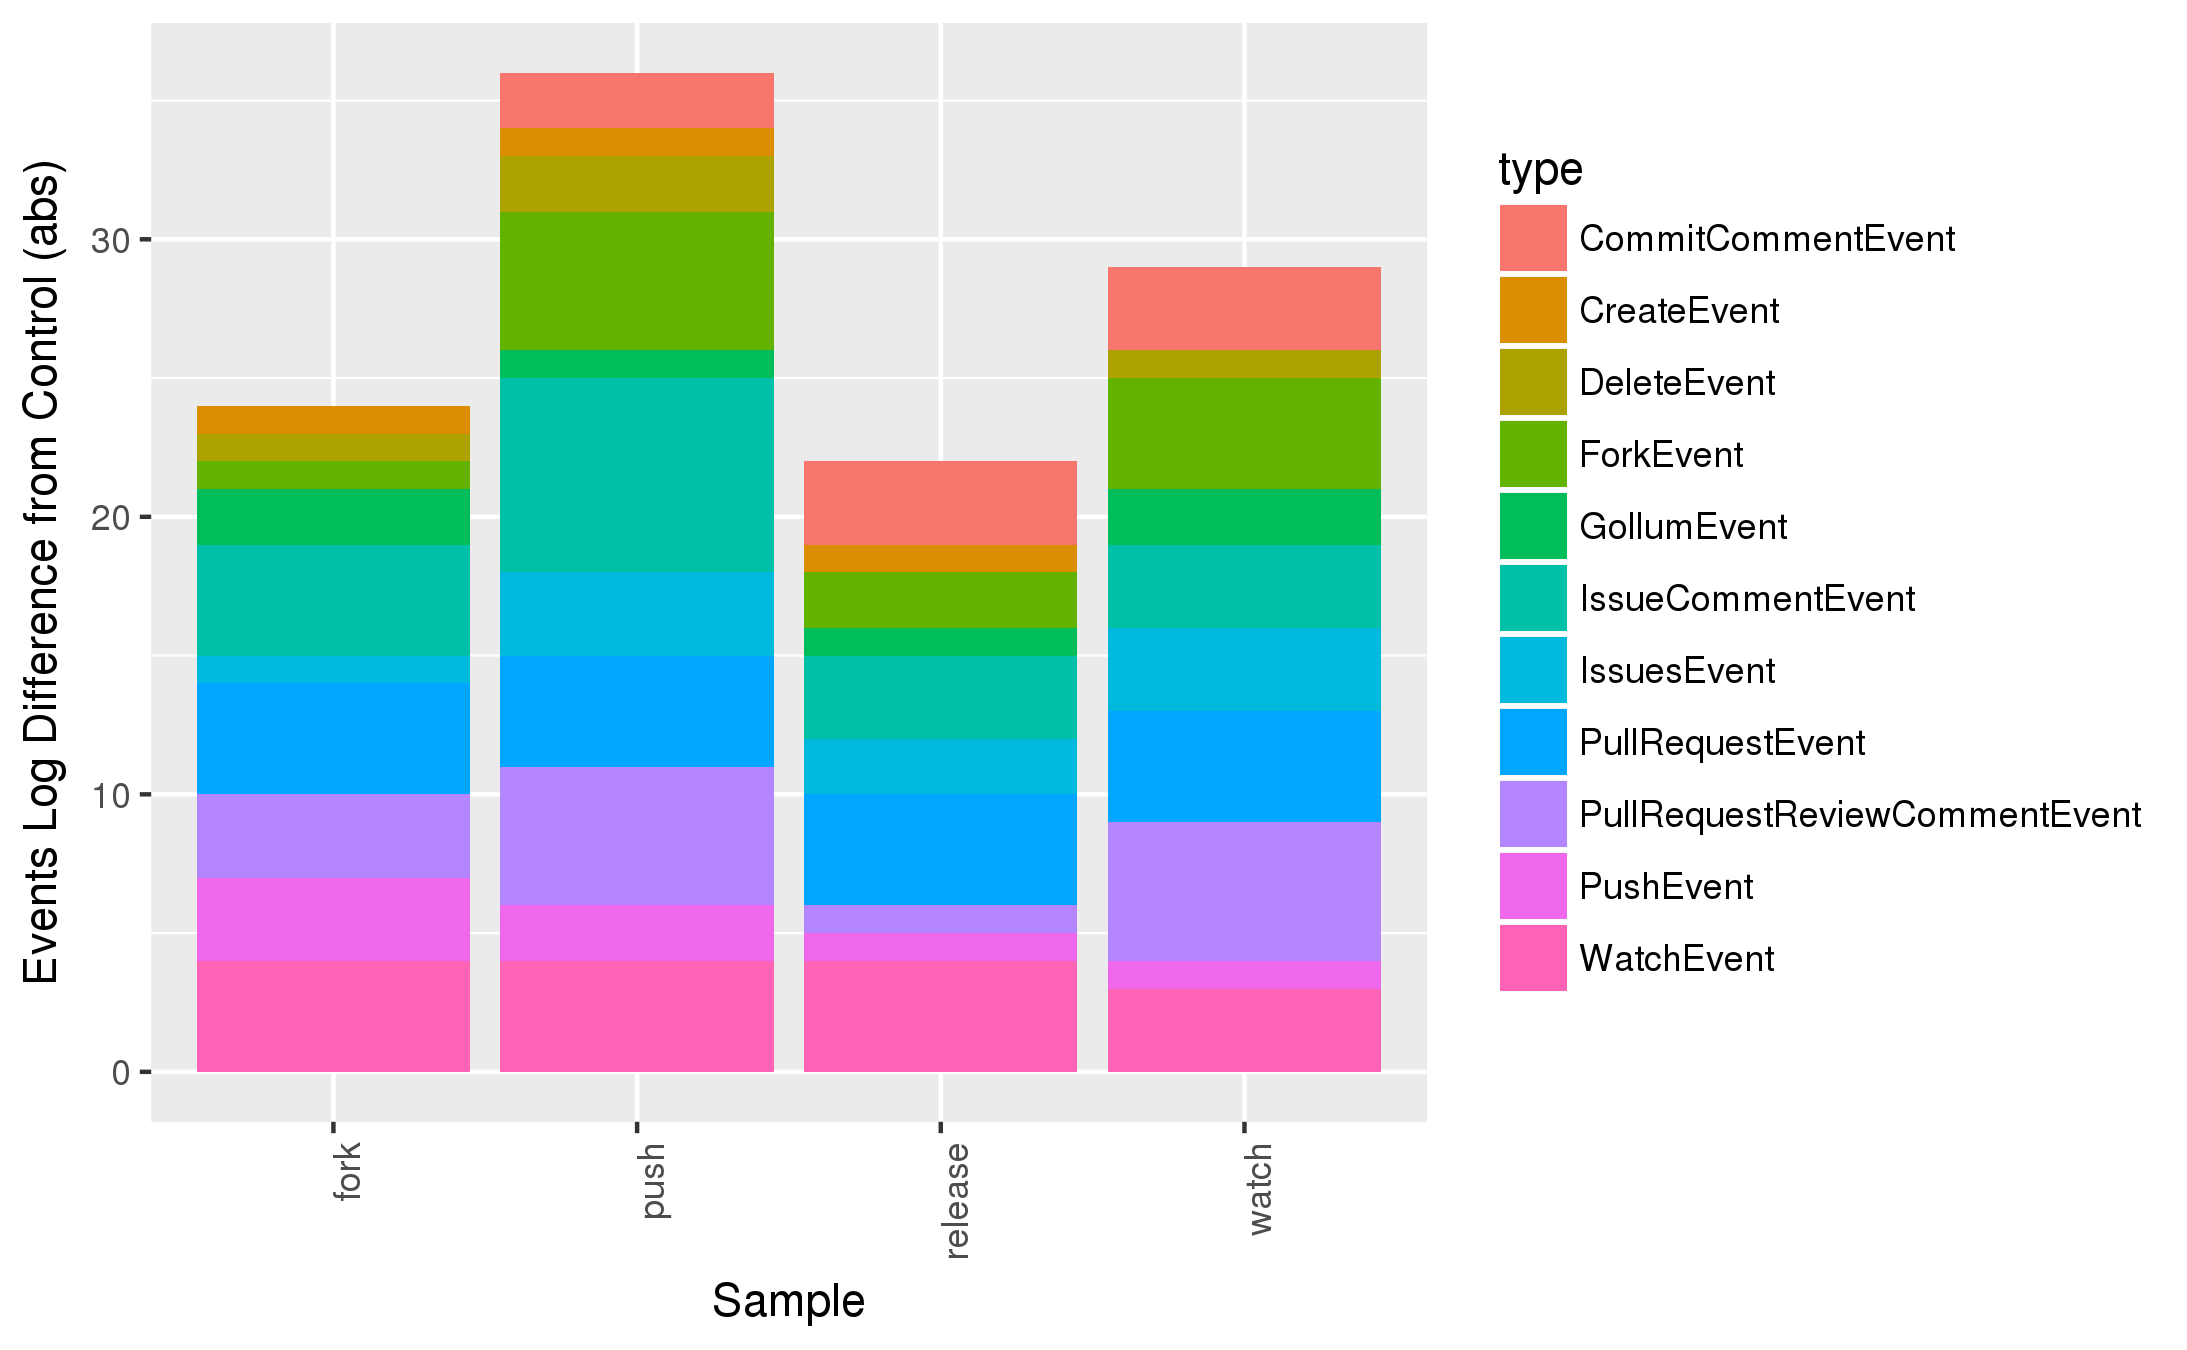 Events Log Difference from Control (abs)
30
20
10
0
fork
push
release
watch
Sample
type
CommitCommentEvent
CreateEvent
DeleteEvent
ForkEvent
GollumEvent
IssueCommentEvent
IssuesEvent
PullRequestEvent
PullRequestReviewCommentEvent
PushEvent
WatchEvent